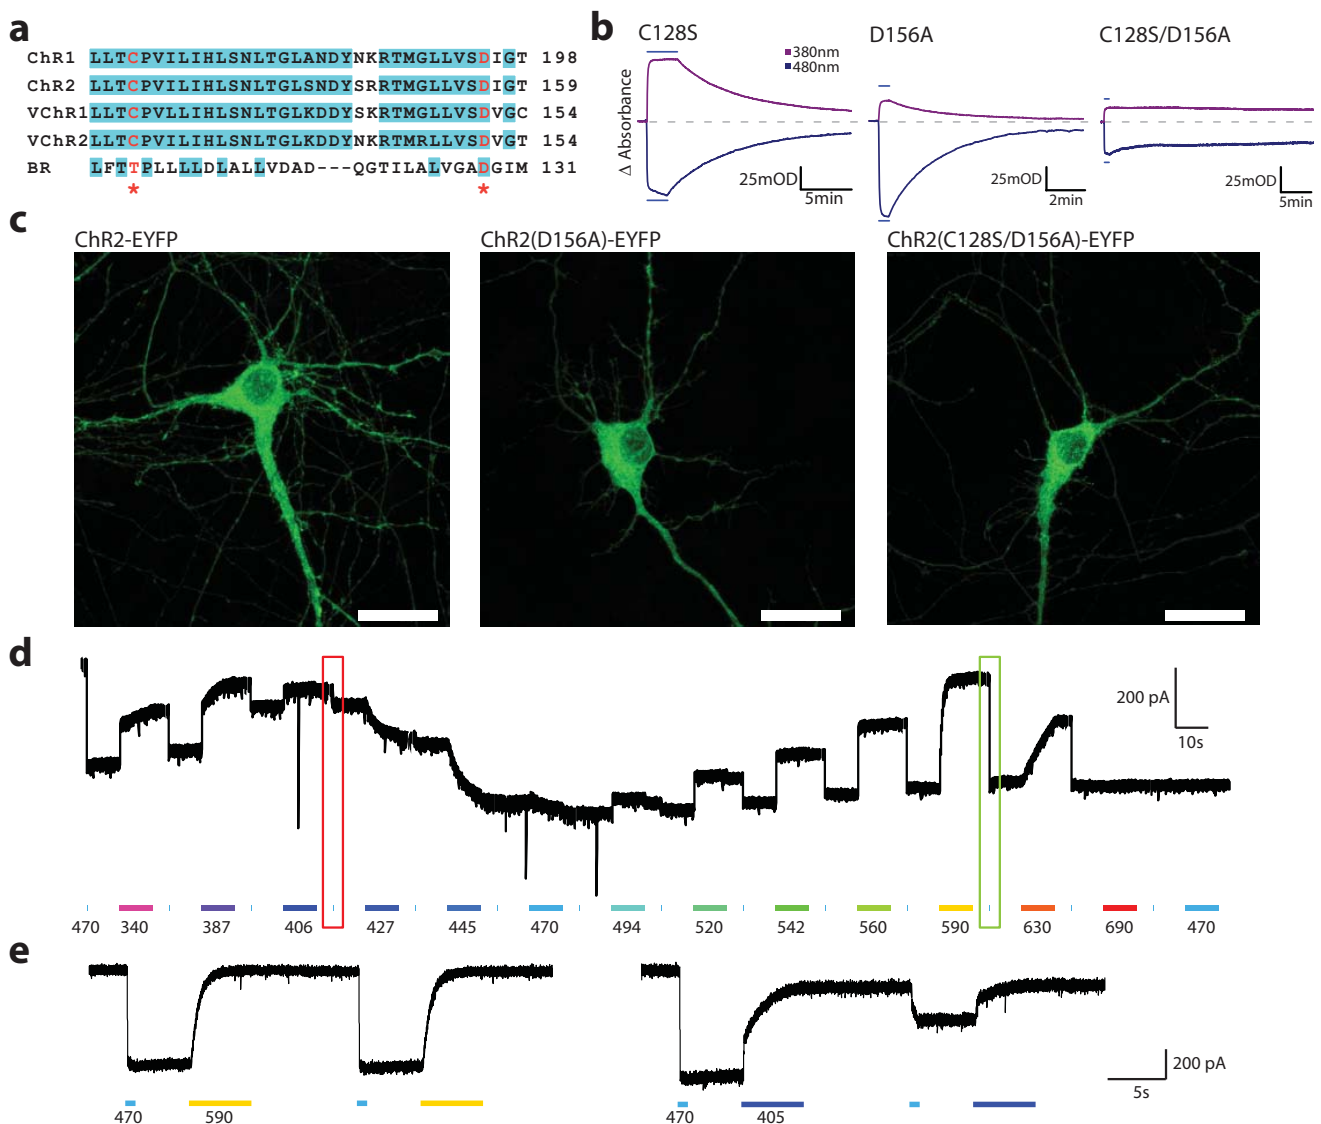 a
ChR1 LLTCPVILIHLSNLTGLANDYNKRTMGLLVSDIGT 198
ChR2 LLTCPVILIHLSNLTGLANDYSRRTMGLLVSDIGT 159
VChR1 LLTCPVLLIHLSNLTGLKDDYSKRTMGLLVSDVGC 154
VChR2 LLTCPVILIHLSNLTGLKDDYNKRTMRLLVSDVGT 154
BR LFTTPLLLLDLALLVDAD---QGTILALVGADGIM 131
* *
b
C128S D156A C128S/D156A
380nm
480nm
Δ Absorbance
25mOD 25mOD 25mOD
5min 2min 5min
c
ChR2-EYFP ChR2(D156A)-EYFP ChR2(C128S/D156A)-EYFP
d
200 pA
10s
470 340 387 406 427 445 470 494 520 542 560 590 630 690 470
e
200 pA
5s
470 590 470 405